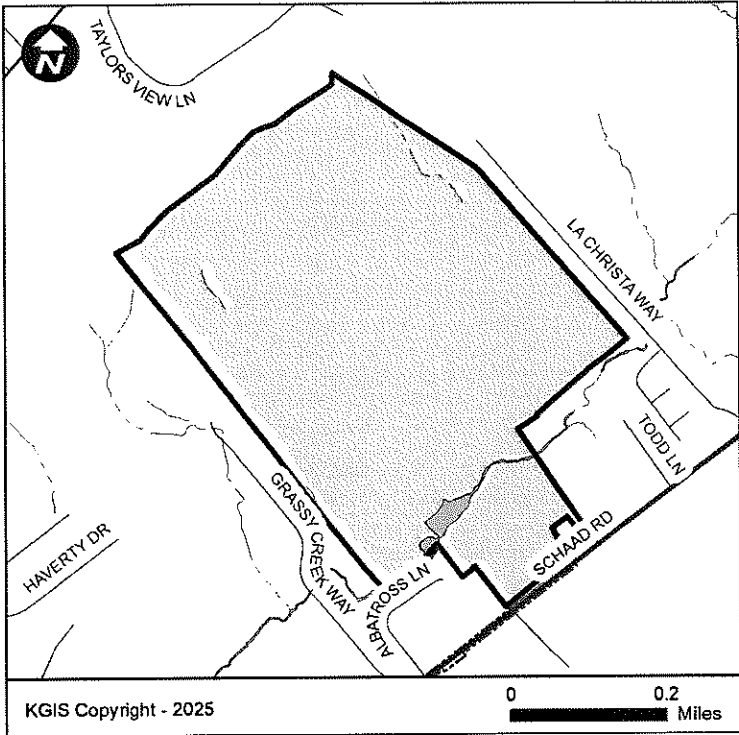 N
TAYLORS VIEW LN
LA CHRISTA WAY
TODD LN
GRASSY CREEK WAY
SCHAAD RD
HAVERTY DR
ALBATROSS LN
KGIS Copyright - 2025
0 0.2
Miles